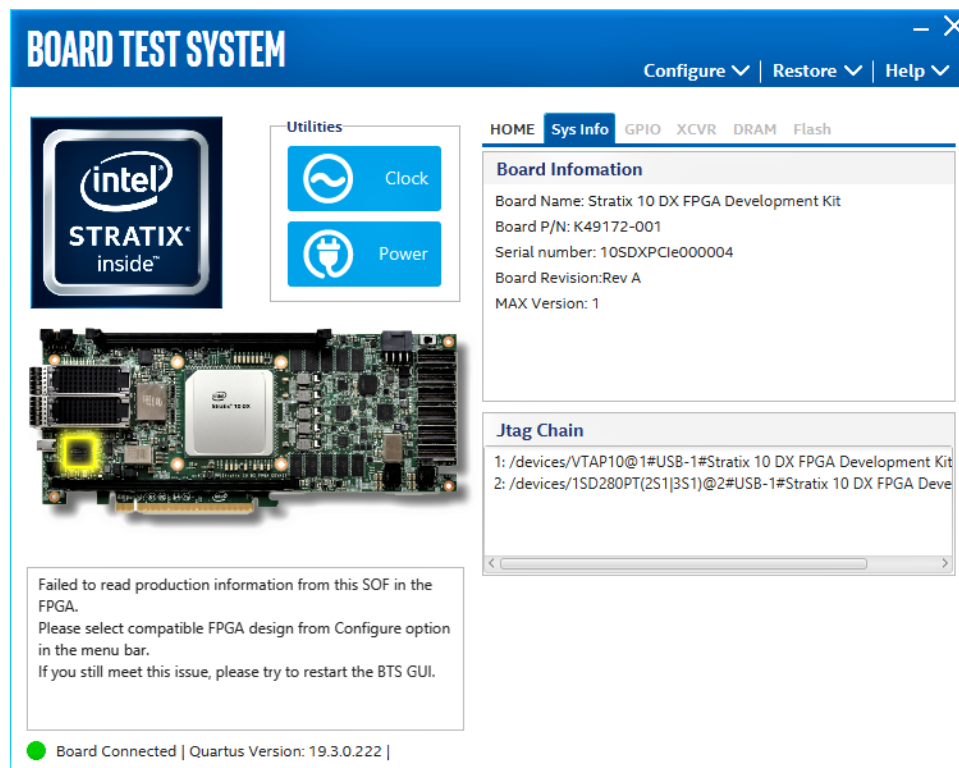 BOARD TEST SYSTEM
Configure | Restore | Help
intel
STRATIX
inside™
Utilities
Clock
Power
HOME Sys Info GPIO XCVR DRAM Flash
Board Infomation
Board Name: Stratix 10 DX FPGA Development Kit
Board P/N: K49172-001
Serial number: 10SDXPCIe000004
Board Revision:Rev A
MAX Version: 1
intel
Stratix® 10 DX
Jtag Chain
1: /devices/VTAP10@1#USB-1#Stratix 10 DX FPGA Development Kit
2: /devices/1SD280PT(2S1|3S1)@2#USB-1#Stratix 10 DX FPGA Deve
Failed to read production information from this SOF in the
FPGA.
Please select compatible FPGA design from Configure option
in the menu bar.
If you still meet this issue, please try to restart the BTS GUI.
Board Connected | Quartus Version: 19.3.0.222 |